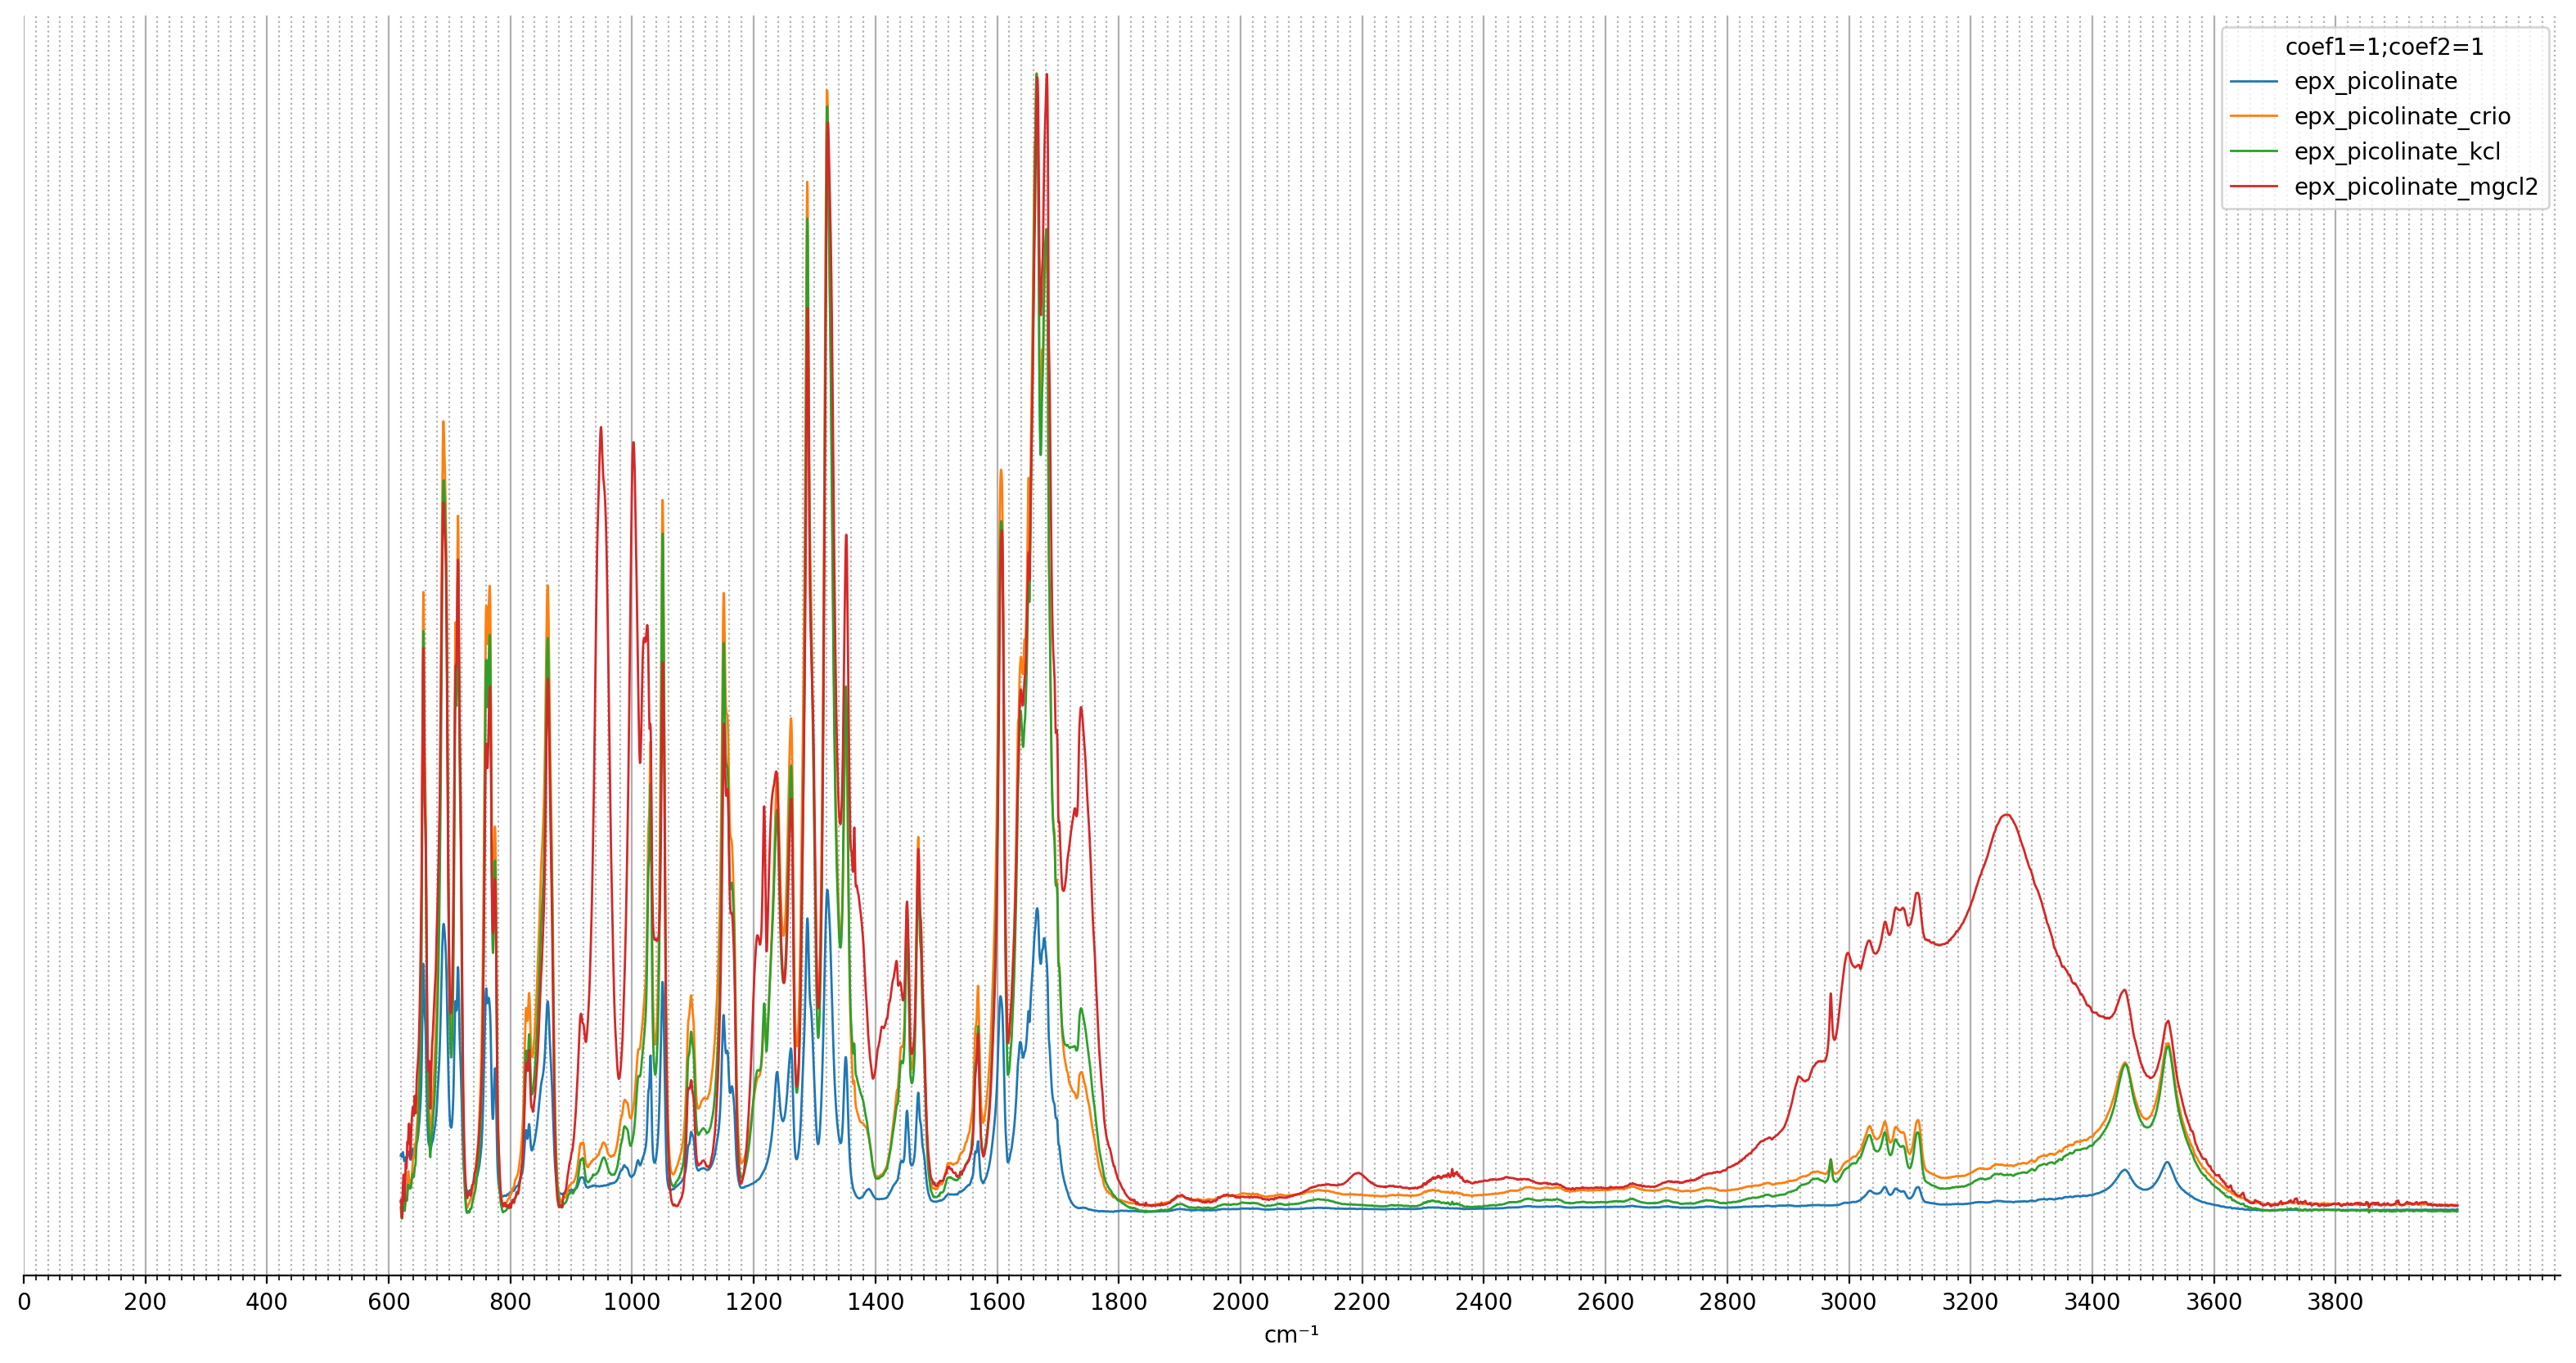 coef1=1;coef2=1
epx_picolinate
epx_picolinate_crio
epx_picolinate_kcl
epx_picolinate_mgcl2
0 200 400 600 800 1000 1200 1400 1600 1800 2000 2200 2400 2600 2800 3000 3200 3400 3600 3800
cm⁻¹